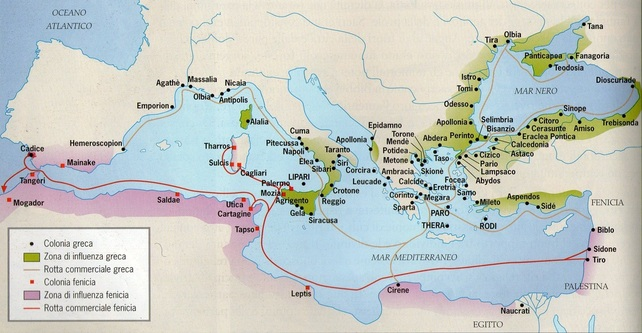 OCEANO
ATLANTICO
Tana
Olbia
Tira
Panticapea
Fanagoria
Teodosia
Agathè
Massalia
Nicaia
Olbia
Antipolis
Emporion
Istro
Tomi
MAR NERO
Dioscuriade
Odesso
Sinope
Alalia
Selimbria
Citoro
Hemeroscopion
Epidamno
Apollonia
Bisanzio
Cerasunte
Amiso
Trebisonda
Cuma
Torone
Perinto
Eraclea Pontica
Pitecussa
Apollonia
Mende
Abdera
Calcedonia
Tharros
Napoli
Taranto
Potidea
Astaco
Cadice
Elea
Siri
Corcira
Metone
Taso
Cizico
Mainake
Sulcis
Sibari
Skione
Pario
Ambracia
Lampsaco
Tangeri
Cagliari
LIPARI
Leucade
Calcide
Abydos
Palermo
Crotone
Focea
Eretria
Aspendos
Mogador
Saldae
Utica
Mozia
Corinto
Samo
FENICIA
Agrigento
Reggio
Megara
Mileto
Sidè
Cartagine
Gela
Sparta
PARO
Siracusa
THERA
RODI
Tapso
Biblo
MAR MEDITERRANEO
Sidone
Tiro
Leptis
Cirene
PALESTINA
Naucrati
EGITTO
Colonia greca
Zona di influenza greca
Rotta commerciale greca
Colonia fenicia
Zona di influenza fenicia
Rotta commerciale fenicia